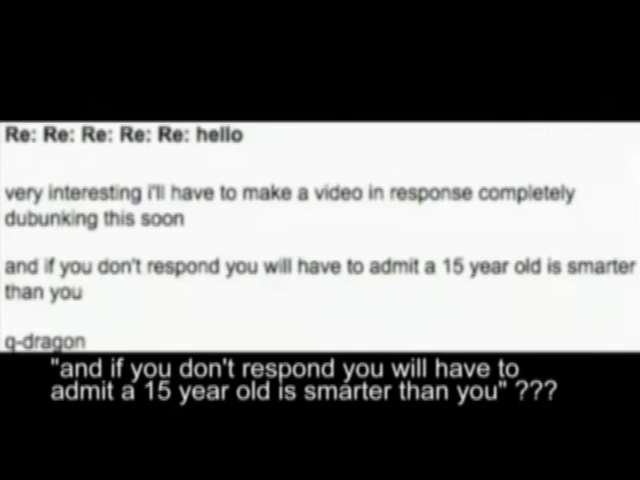 Re: Re: Re: Re: Re: hello
very interesting i'll have to make a video in response completely
dubunking this soon
and if you don't respond you will have to admit a 15 year old is smarter
than you
q-dragon
"and if you don't respond you will have to
admit a 15 year old is smarter than you" ???